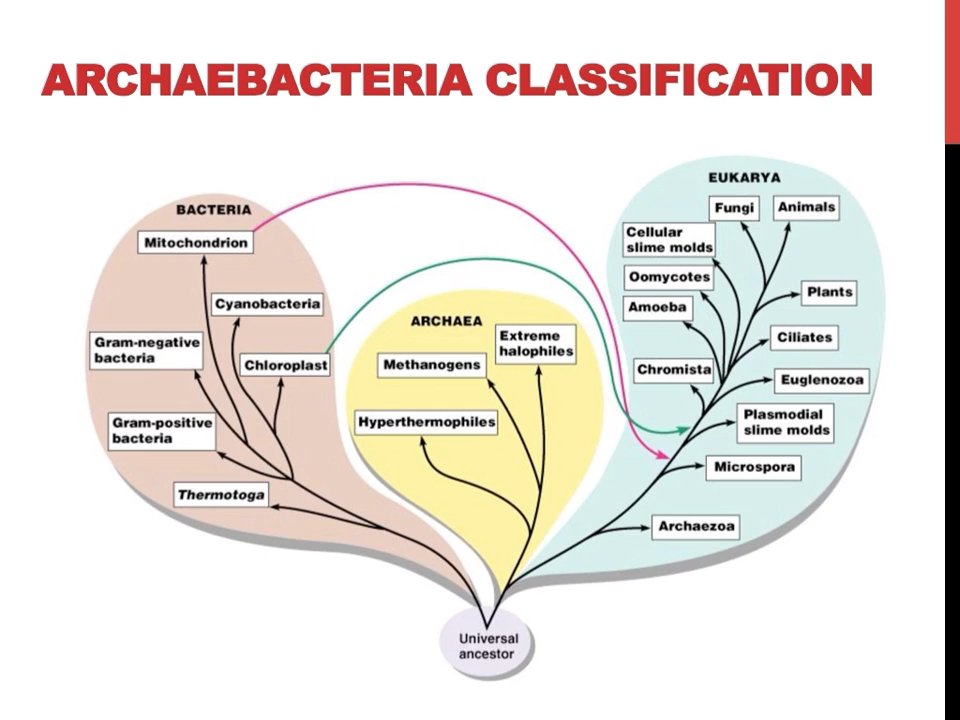 ARCHAEBACTERIA CLASSIFICATION
BACTERIA
Mitochondrion
Cyanobacteria
Gram-negative
bacteria
Chloroplast
Gram-positive
bacteria
Thermotoga
ARCHAEA
Extreme
halophiles
Methanogens
Hyperthermophiles
EUKARYA
Fungi
Animals
Cellular
slime molds
Oomycotes
Plants
Amoeba
Ciliates
Chromista
Euglenozoa
Plasmodial
slime molds
Microspora
Archaezoa
Universal
ancestor